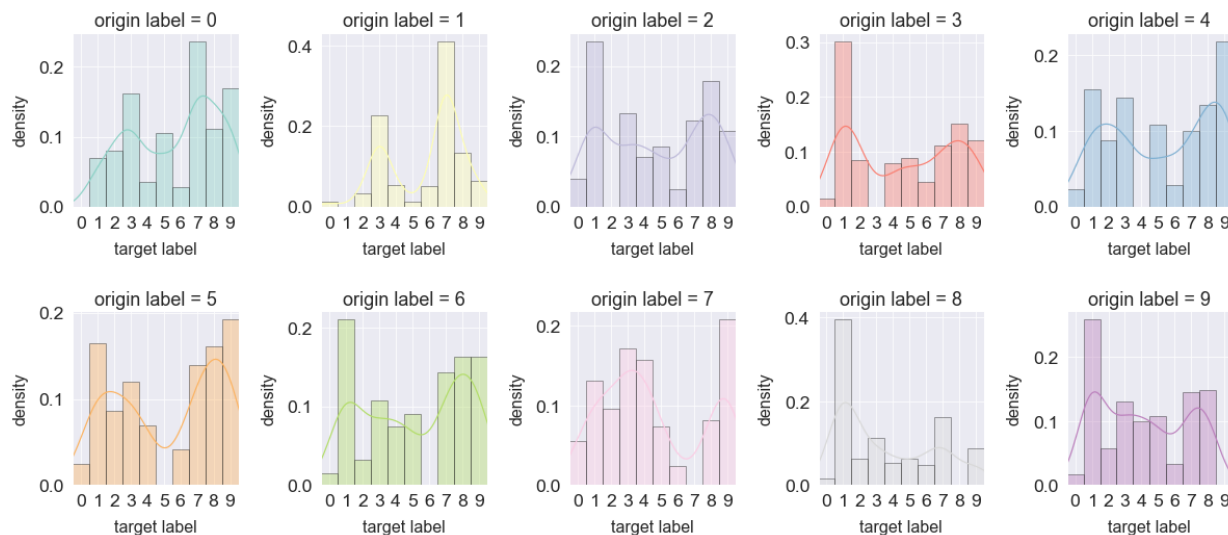 origin label = 0
origin label = 1
origin label = 2
origin label = 3
origin label = 4
density
0.2
0.1
0.0
0 1 2 3 4 5 6 7 8 9
target label
density
0.4
0.2
0.0
0 1 2 3 4 5 6 7 8 9
target label
density
0.2
0.1
0.0
0 1 2 3 4 5 6 7 8 9
target label
density
0.3
0.2
0.1
0.0
0 1 2 3 4 5 6 7 8 9
target label
density
0.2
0.1
0.0
0 1 2 3 4 5 6 7 8 9
target label
origin label = 5
origin label = 6
origin label = 7
origin label = 8
origin label = 9
density
0.2
0.1
0.0
0 1 2 3 4 5 6 7 8 9
target label
density
0.2
0.1
0.0
0 1 2 3 4 5 6 7 8 9
target label
density
0.2
0.1
0.0
0 1 2 3 4 5 6 7 8 9
target label
density
0.4
0.2
0.0
0 1 2 3 4 5 6 7 8 9
target label
density
0.2
0.1
0.0
0 1 2 3 4 5 6 7 8 9
target label